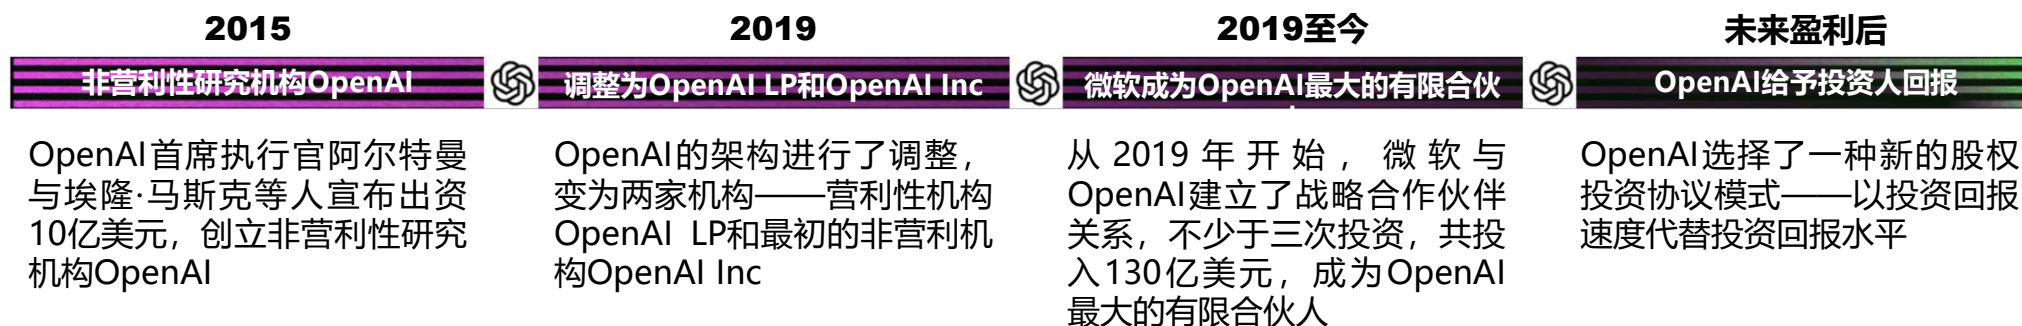 2015
非营利性研究机构OpenAI
OpenAI首席执行官阿尔特曼
与埃隆·马斯克等人宣布出资
10亿美元，创立非营利性研究
机构OpenAI
2019
调整为OpenAI LP和OpenAI Inc
OpenAI的架构进行了调整，
变为两家机构——营利性机构
OpenAI LP和最初的非营利机
构OpenAI Inc
2019至今
微软成为OpenAI最大的有限合伙
从2019年开始，微软与
OpenAI建立了战略合作伙伴
关系，不少于三次投资，共投
入130亿美元，成为OpenAI
最大的有限合伙人
未来盈利后
OpenAI给予投资人回报
OpenAI选择了一种新的股权
投资协议模式——以投资回报
速度代替投资回报水平